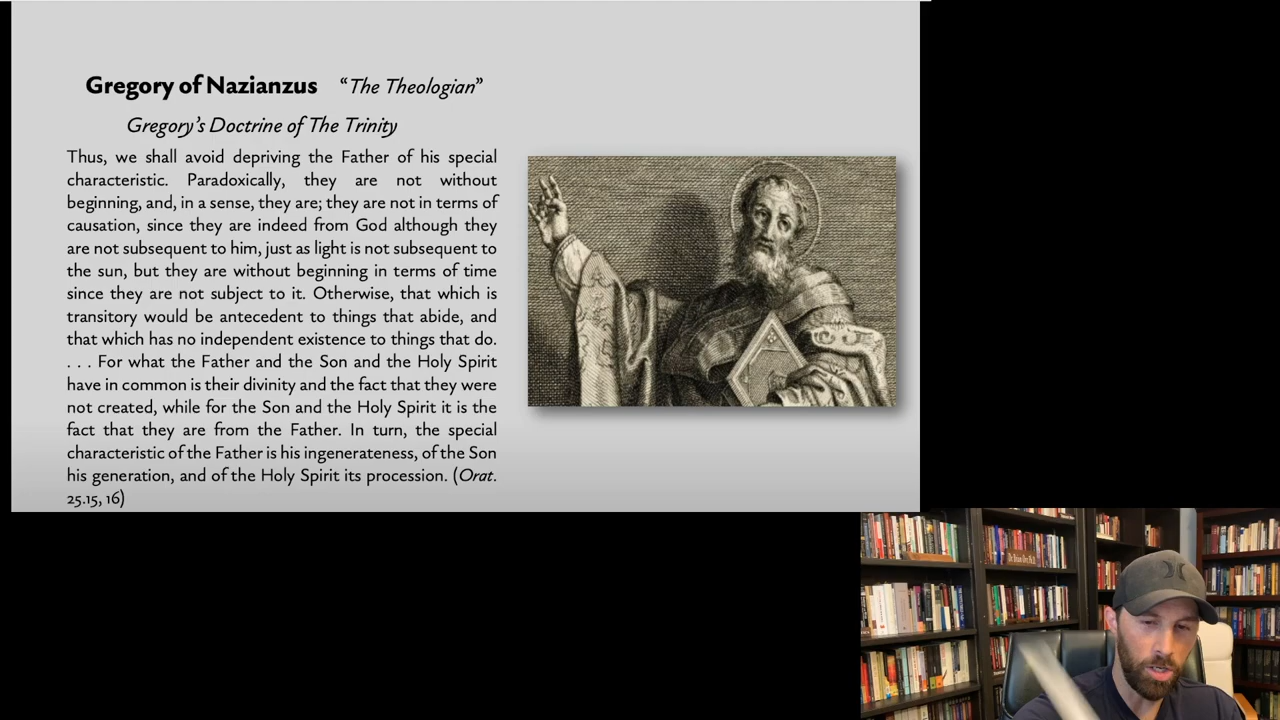 Gregory of Nazianzus “The Theologian”
Gregory’s Doctrine of The Trinity
Thus, we shall avoid depriving the Father of his special
characteristic. Paradoxically, they are not without
beginning, and, in a sense, they are; they are not in terms of
causation, since they are indeed from God although they
are not subsequent to him, just as light is not subsequent to
the sun, but they are without beginning in terms of time
since they are not subject to it. Otherwise, that which is
transitory would be antecedent to things that abide, and
that which has no independent existence to things that do.
. . . For what the Father and the Son and the Holy Spirit
have in common is their divinity and the fact that they were
not created, while for the Son and the Holy Spirit it is the
fact that they are from the Father. In turn, the special
characteristic of the Father is his ingenerateness, of the Son
his generation, and of the Holy Spirit its procession. (Orat.
25.15, 16)